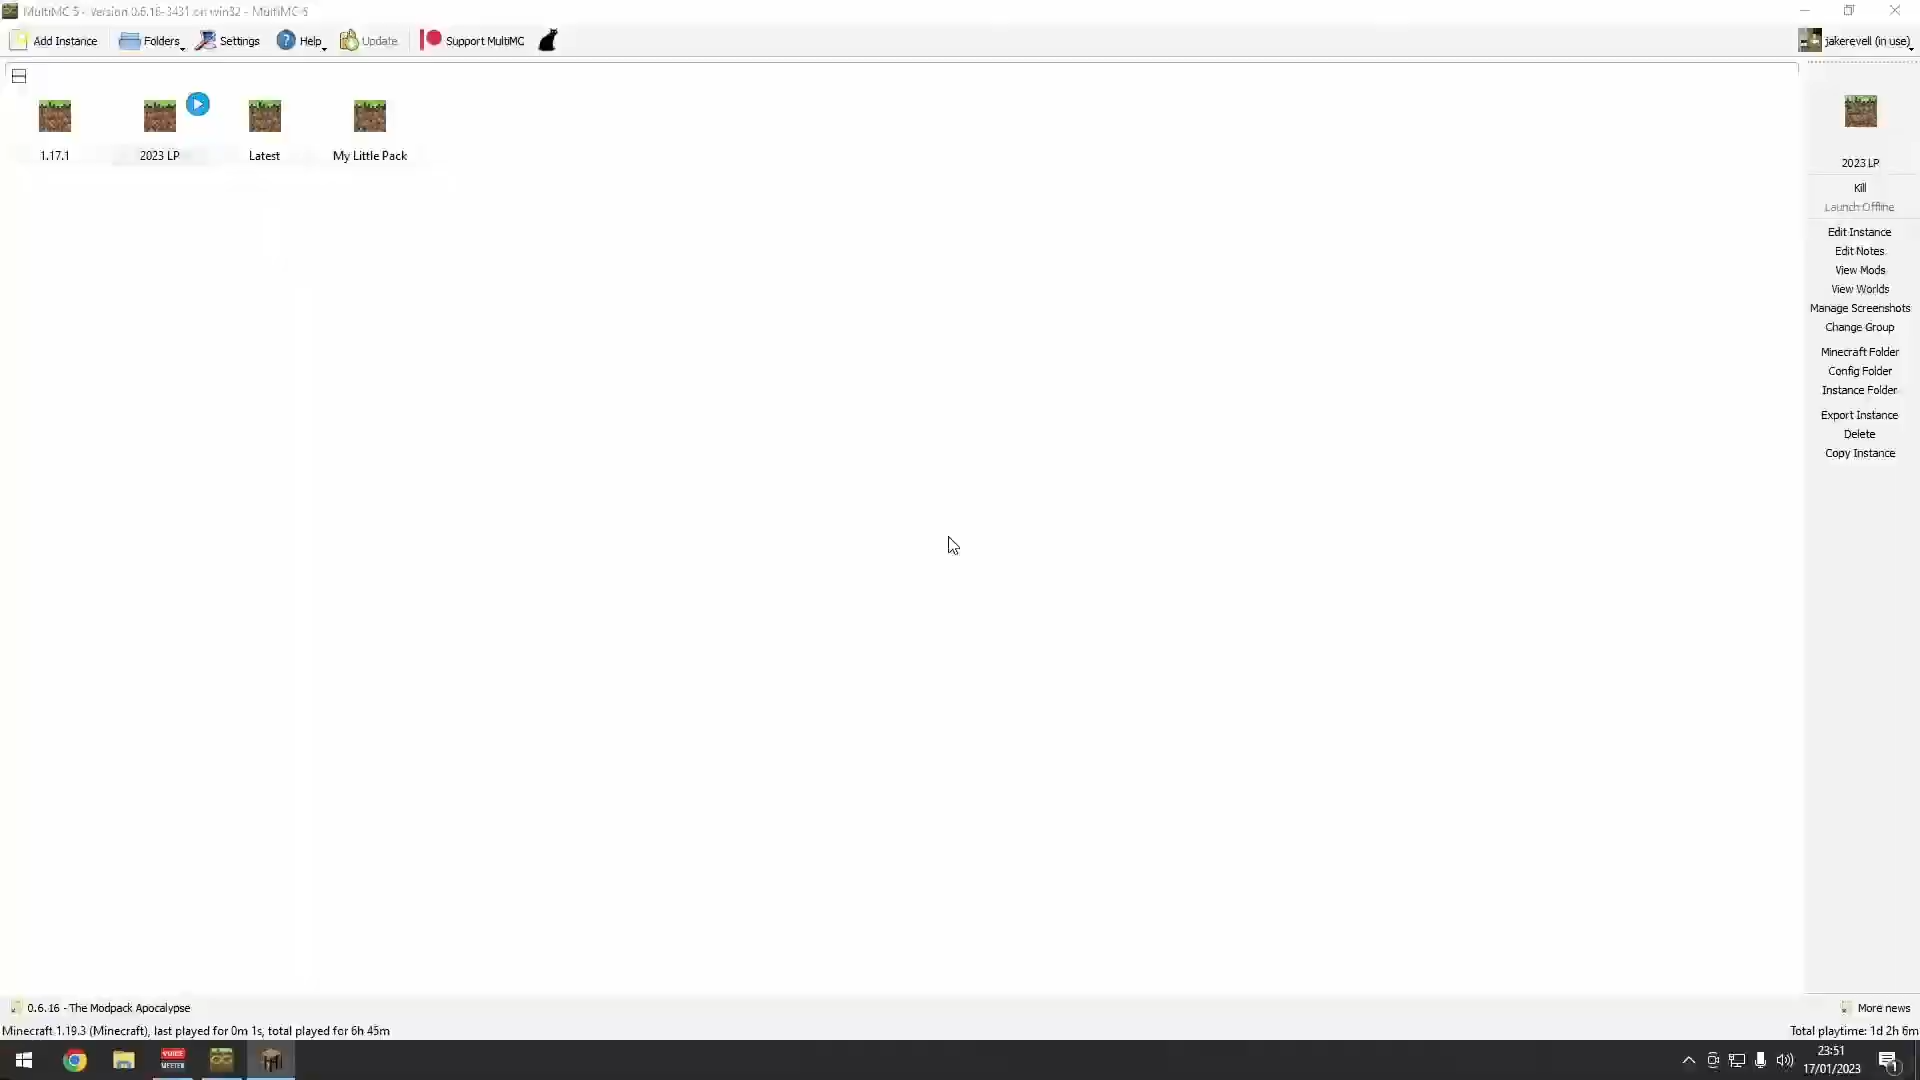 MultiMC 5 - Version 0.6.16-3431 on win32 - MultiMC 5
Add Instance Folders Settings Help Update Support MultiMC jakerevell (in use)
1.17.1 2023 LP Latest My Little Pack
2023 LP
Kill
Launch Offline
Edit Instance
Edit Notes
View Mods
View Worlds
Manage Screenshots
Change Group
Minecraft Folder
Config Folder
Instance Folder
Export Instance
Delete
Copy Instance
0.6.16 - The Modpack Apocalypse More news
Minecraft 1.19.3 (Minecraft), last played for 0m 1s, total played for 6h 45m Total playtime: 1d 2h 6m
VOICE
MEETER
23:51
17/01/2023
1